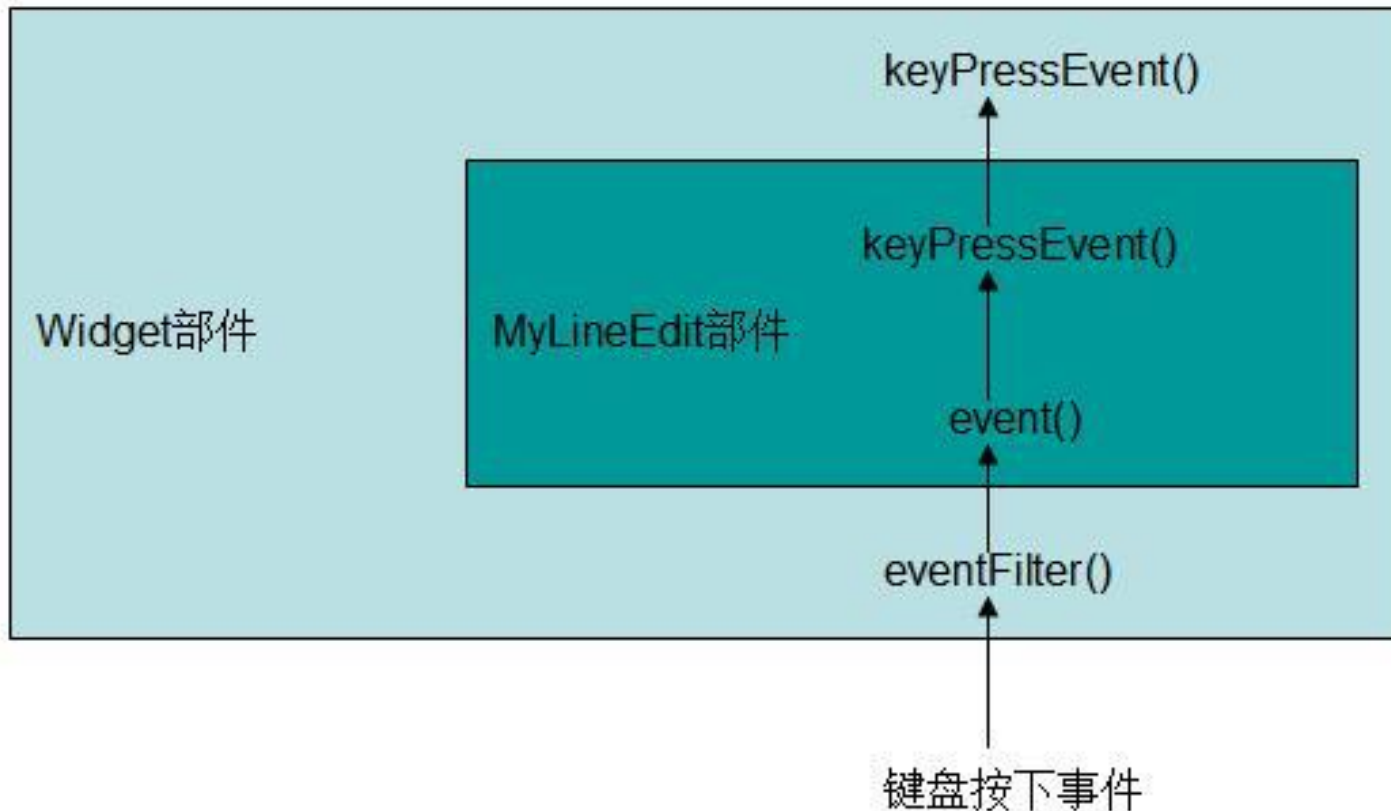 keyPressEvent()
keyPressEvent()
Widget部件
MyLineEdit部件
event()
eventFilter()
键盘按下事件